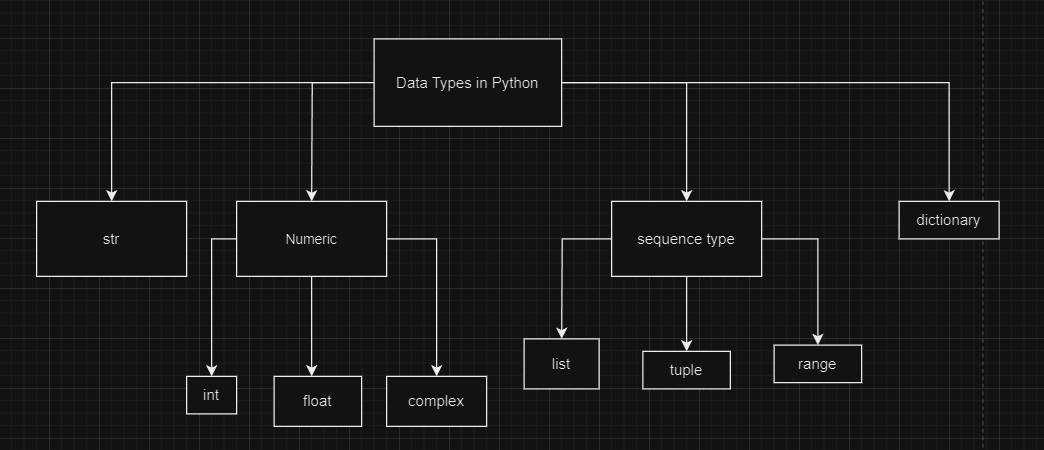 Data Types in Python
str
Numeric
sequence type
dictionary
int
float
complex
list
tuple
range